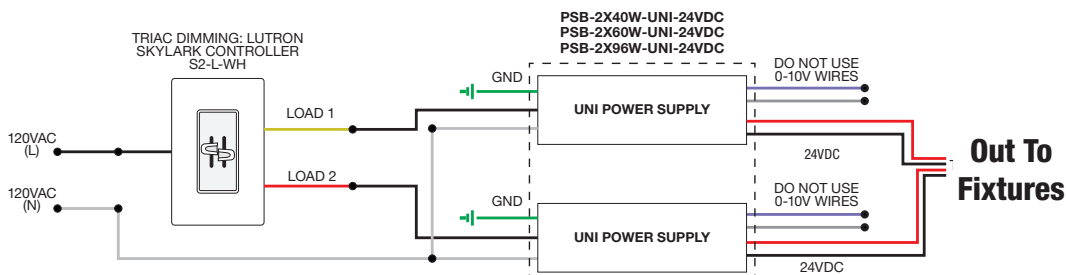 PSB-2X40W-UNI-24VDC
PSB-2X60W-UNI-24VDC
PSB-2X96W-UNI-24VDC
TRIAC DIMMING: LUTRON
SKYLARK CONTROLLER
S2-L-WH
DO NOT USE
0-10V WIRES
GND
UNI POWER SUPPLY
LOAD 1
120VAC
(L)
24VDC
Out To
Fixtures
LOAD 2
120VAC
(N)
DO NOT USE
0-10V WIRES
GND
UNI POWER SUPPLY
24VDC